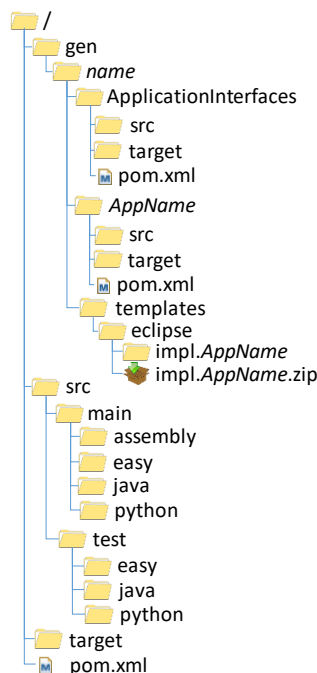 /
gen
name
ApplicationInterfaces
src
target
pom.xml
AppName
src
target
pom.xml
templates
eclipse
impl.AppName
impl.AppName.zip
src
main
assembly
easy
java
python
test
easy
java
python
target
pom.xml